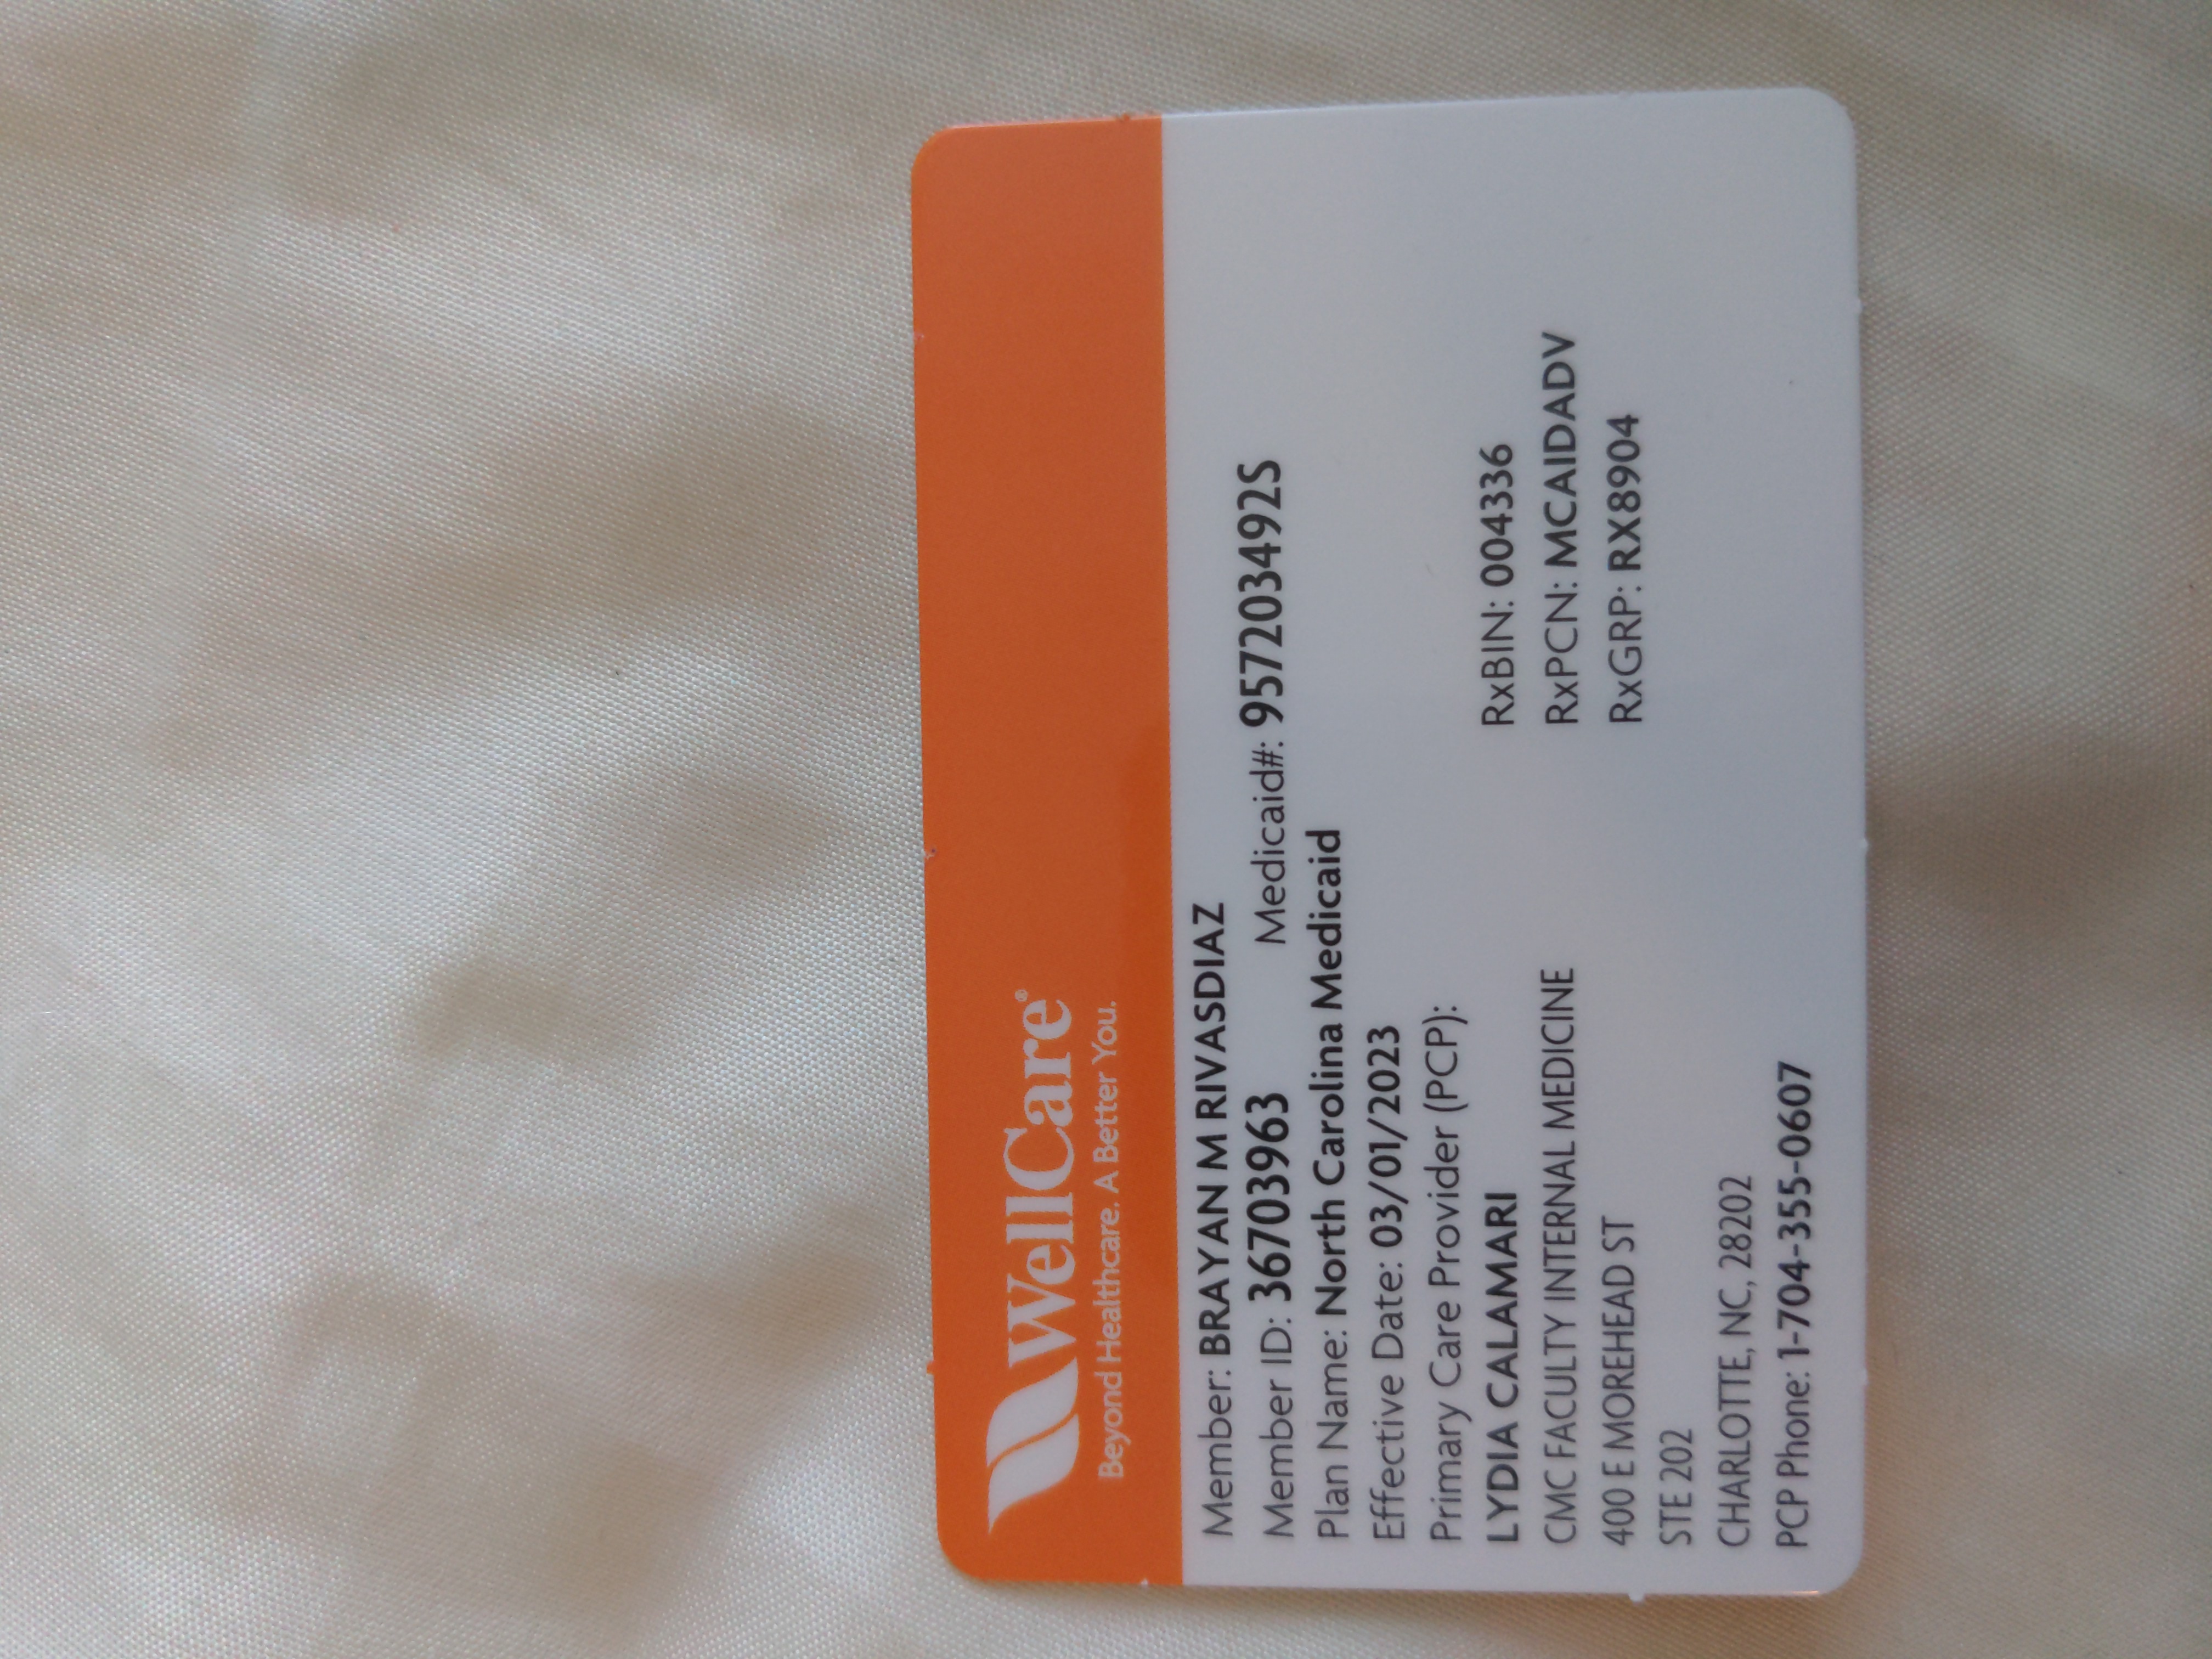 WellCare®
Beyond Healthcare. A Better You.
Member: BRAYAN M RIVASDIAZ
Member ID: 36703963 Medicaid#: 957203492S
Plan Name: North Carolina Medicaid
Effective Date: 03/01/2023
Primary Care Provider (PCP):
LYDIA CALAMARI RxBIN: 004336
CMC FACULTY INTERNAL MEDICINE RxPCN: MCAIDADV
400 E MOREHEAD ST RxGRP: RX8904
STE 202
CHARLOTTE, NC, 28202
PCP Phone: 1-704-355-0607